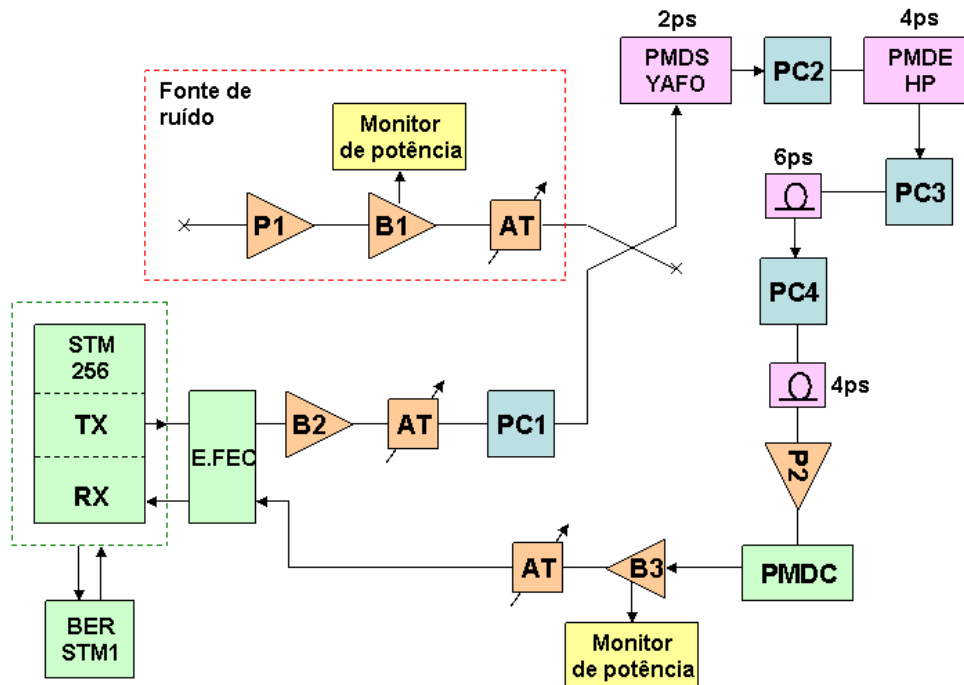 2ps
4ps
PMDS
YAFO
PC2
PMDE
HP
Fonte de
ruído
Monitor
de potência
P1
B1
AT
6ps
PC3
PC4
STM
256
TX
RX
E.FEC
B2
AT
PC1
4ps
P2
AT
B3
PMDC
BER
STM1
Monitor
de potência